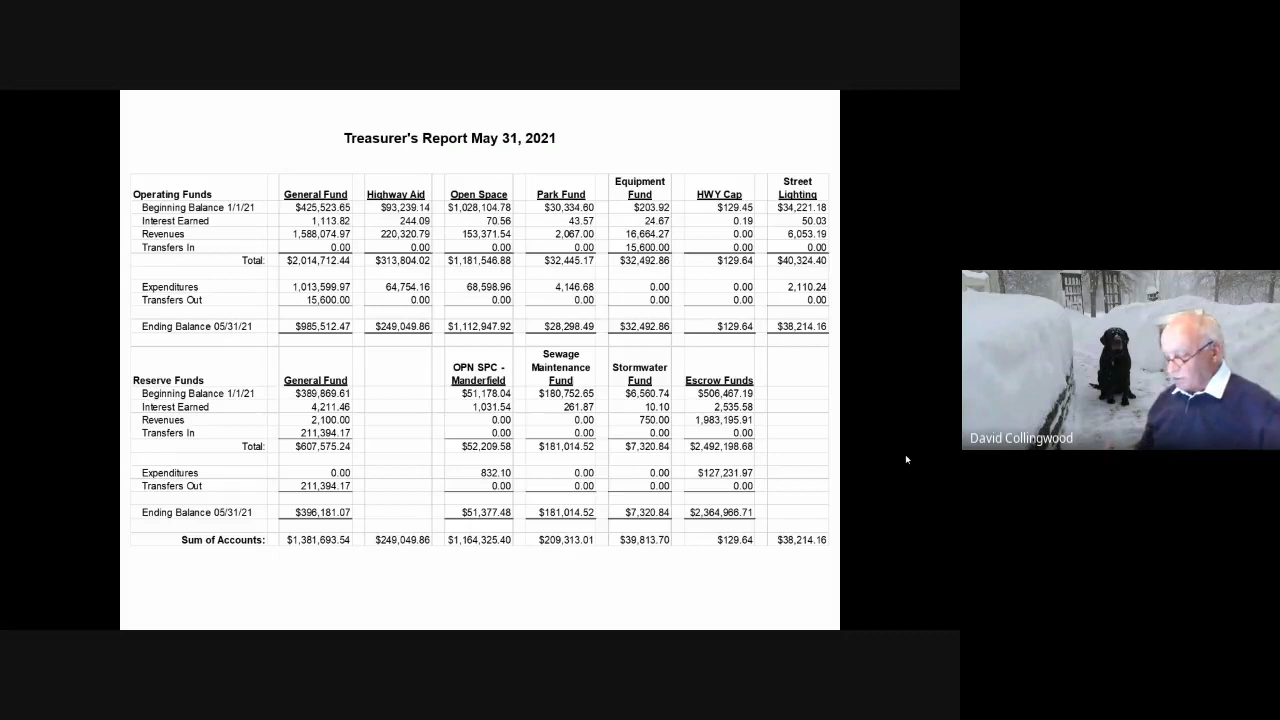 Treasurer's Report May 31, 2021
Equipment Street
Operating Funds General Fund Highway Aid Open Space Park Fund Fund HWY Cap Lighting
Beginning Balance 1/1/21 $425,523.65 $93,239.14 $1,028,104.78 $30,334.60 $203.92 $129.45 $34,221.18
Interest Earned 1,113.82 244.09 70.56 43.57 24.67 0.19 50.03
Revenues 1,588,074.97 220,320.79 153,371.54 2,067.00 16,664.27 0.00 6,053.19
Transfers In 0.00 0.00 0.00 0.00 15,600.00 0.00 0.00
Total: $2,014,712.44 $313,804.02 $1,181,546.88 $32,445.17 $32,492.86 $129.64 $40,324.40
Expenditures 1,013,599.97 64,754.16 68,598.96 4,146.68 0.00 0.00 2,110.24
Transfers Out 15,600.00 0.00 0.00 0.00 0.00 0.00 0.00
Ending Balance 05/31/21 $985,512.47 $249,049.86 $1,112,947.92 $28,298.49 $32,492.86 $129.64 $38,214.16
Sewage
OPN SPC - Maintenance Stormwater
Reserve Funds General Fund Manderfield Fund Fund Escrow Funds
Beginning Balance 1/1/21 $389,869.61 $51,178.04 $180,752.65 $6,560.74 $506,467.19
Interest Earned 4,211.46 1,031.54 261.87 10.10 2,535.58
Revenues 2,100.00 0.00 0.00 750.00 1,983,195.91
Transfers In 211,394.17 0.00 0.00 0.00 0.00
Total: $607,575.24 $52,209.58 $181,014.52 $7,320.84 $2,492,198.68
Expenditures 0.00 832.10 0.00 0.00 $127,231.97
Transfers Out 211,394.17 0.00 0.00 0.00 0.00
Ending Balance 05/31/21 $396,181.07 $51,377.48 $181,014.52 $7,320.84 $2,364,966.71
Sum of Accounts: $1,381,693.54 $249,049.86 $1,164,325.40 $209,313.01 $39,813.70 $129.64 $38,214.16
David Collingwood